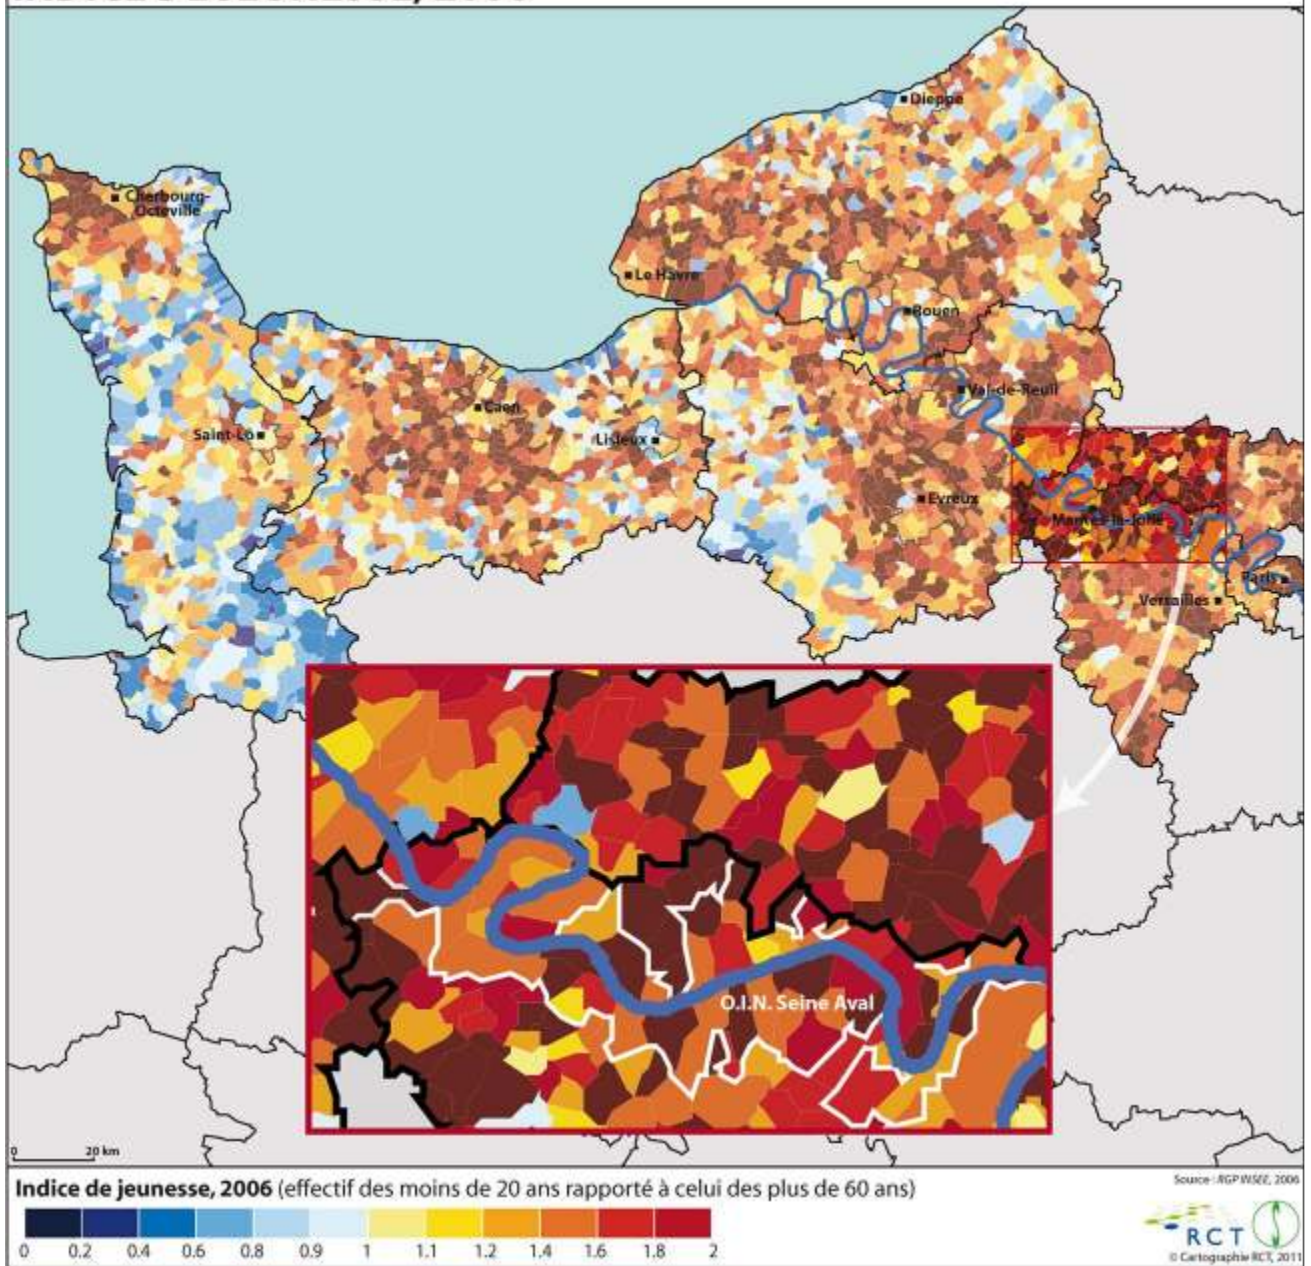 Dieppe
Cherbourg-
Octeville
Le Havre
Rouen
Val-de-Reuil
Caen
Saint-Lô
Lisieux
Evreux
Mantes-la-Jolie
Paris
Versailles
O.I.N. Seine Aval
0 20 km
Indice de jeunesse, 2006 (effectif des moins de 20 ans rapporté à celui des plus de 60 ans)
Source : RGP INSEE, 2006
0 0.2 0.4 0.6 0.8 0.9 1 1.1 1.2 1.4 1.6 1.8 2
RCT
© Cartographie RCT, 2011